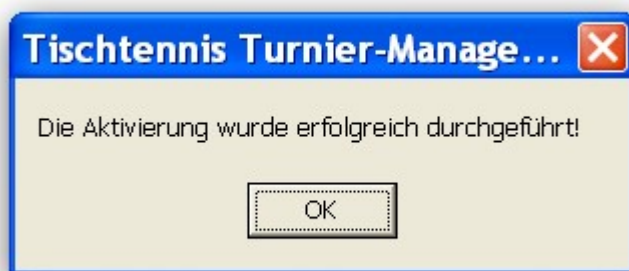 Tischtennis Turnier-Manage...
Die Aktivierung wurde erfolgreich durchgeführt!
OK